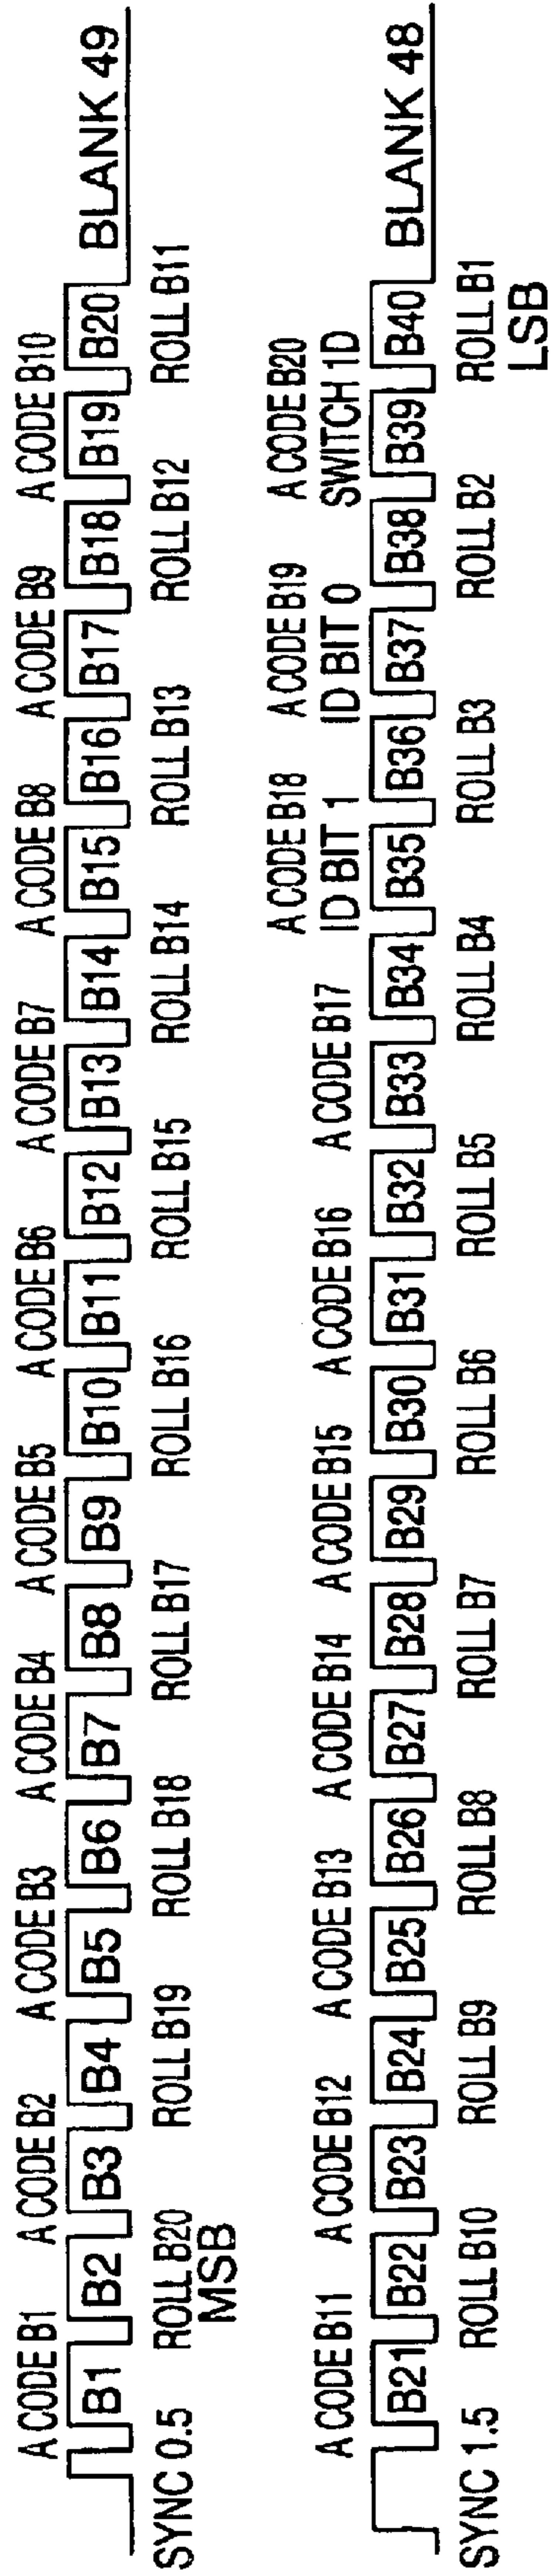 A CODE B1 A CODE B2 A CODE B3 A CODE B4 A CODE B5 A CODE B6 A CODE B7 A CODE B8 A CODE B9 A CODE B10
B1 B2 B3 B4 B5 B6 B7 B8 B9 B10 B11 B12 B13 B14 B15 B16 B17 B18 B19 B20 BLANK 49
SYNC 0.5 ROLL B20 ROLL B19 ROLL B18 ROLL B17 ROLL B16 ROLL B15 ROLL B14 ROLL B13 ROLL B12 ROLL B11
MSB
A CODE B18 A CODE B19 A CODE B20
A CODE B11 A CODE B12 A CODE B13 A CODE B14 A CODE B15 A CODE B16 A CODE B17 ID BIT 1 ID BIT 0 SWITCH 1D
B21 B22 B23 B24 B25 B26 B27 B28 B29 B30 B31 B32 B33 B34 B35 B36 B37 B38 B39 B40 BLANK 48
SYNC 1.5 ROLL B10 ROLL B9 ROLL B8 ROLL B7 ROLL B6 ROLL B5 ROLL B4 ROLL B3 ROLL B2 ROLL B1
LSB